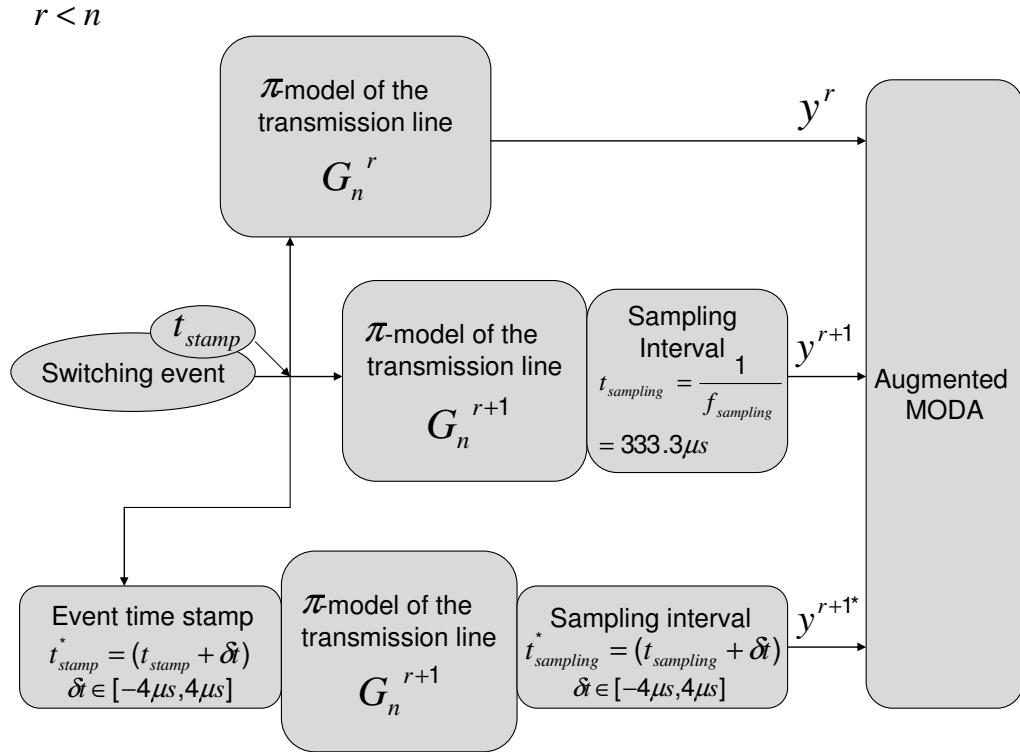 r < n
π-model of the
transmission line
G_n^r
y^r
t_stamp
Switching event
π-model of the
transmission line
G_n^{r+1}
Sampling
Interval
t_sampling = 1 / f_sampling
= 333.3μs
y^{r+1}
Augmented
MODA
Event time stamp
t^*_stamp = (t_stamp + δt)
δt ∈ [−4μs,4μs]
π-model of the
transmission line
G_n^{r+1}
Sampling interval
t^*_sampling = (t_sampling + δt)
δt ∈ [−4μs,4μs]
y^{r+1*}